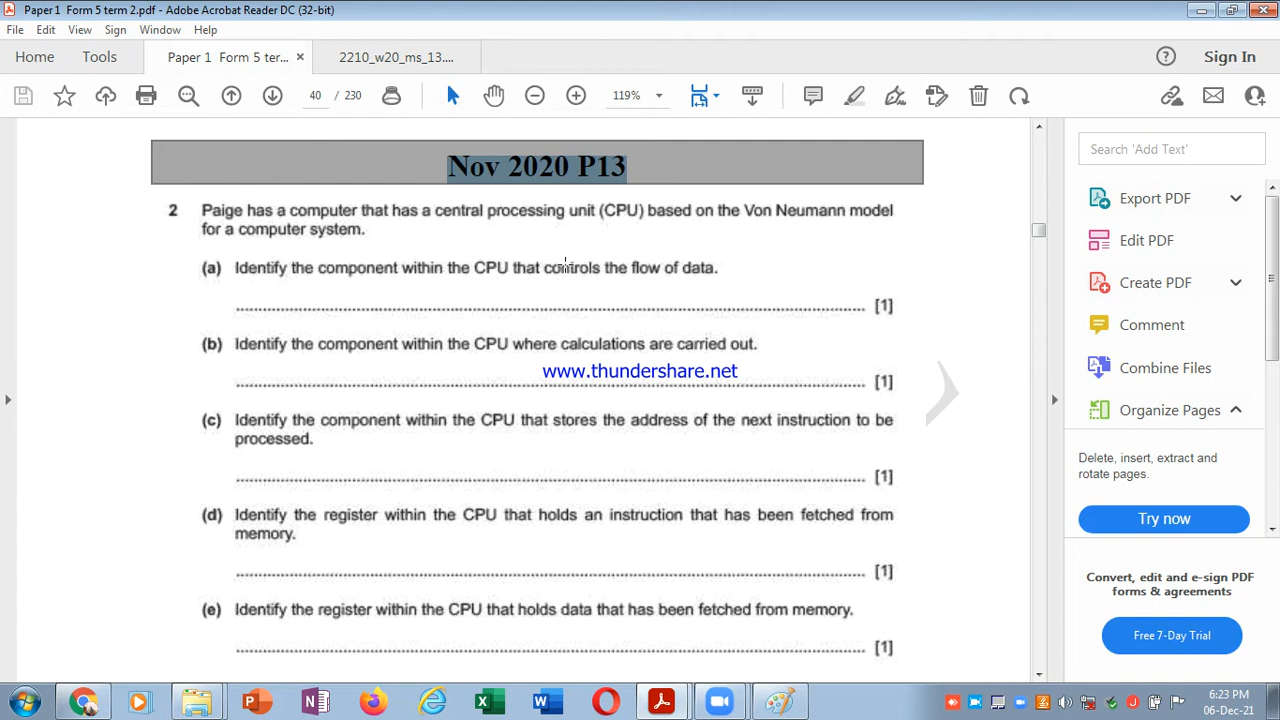 Paper 1 Form 5 term 2.pdf - Adobe Acrobat Reader DC (32-bit)
File Edit View Sign Window Help
Home Tools Paper 1 Form 5 ter... × 2210_w20_ms_13.... Sign In
40 / 230 119%
Nov 2020 P13
2 Paige has a computer that has a central processing unit (CPU) based on the Von Neumann model
for a computer system.
(a) Identify the component within the CPU that controls the flow of data.
[1]
(b) Identify the component within the CPU where calculations are carried out.
www.thundershare.net
[1]
(c) Identify the component within the CPU that stores the address of the next instruction to be
processed.
[1]
(d) Identify the register within the CPU that holds an instruction that has been fetched from
memory.
[1]
(e) Identify the register within the CPU that holds data that has been fetched from memory.
[1]
Search 'Add Text'
Export PDF
Edit PDF
Create PDF
Comment
Combine Files
Organize Pages
Delete, insert, extract and
rotate pages.
Try now
Convert, edit and e-sign PDF
forms & agreements
Free 7-Day Trial
6:23 PM
06-Dec-21